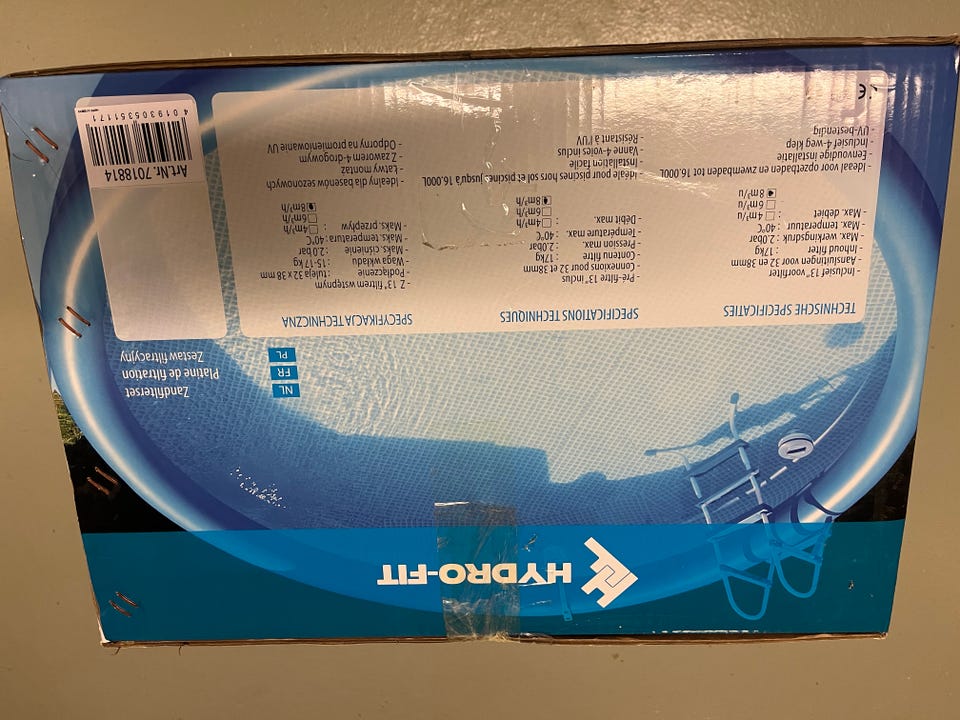 HYDRO-FIT
NL Zandfilterset
FR Platine de filtration
PL Zestaw filtracyjny
TECHNISCHE SPECIFICATIES
- Inclusief 13" voorfilter
- Aansluitingen voor 32 en 38mm
- Inhoud filter : 17kg
- Max. werkingsdruk : 2.0bar
- Max. temperatuur : 40°C
- Max. debiet : 4m³/u
6m³/u
8m³/u
- Ideaal voor opzetbaden en zwembaden tot 16.000L
- Eenvoudige installatie
- Inclusief 4-weg klep
- UV-bestendig
CE
SPECIFICATIONS TECHNIQUES
- Pré-filtre 13" inclus
- Connexions pour 32 et 38mm
- Filtre contenu : 17kg
- Pression max. : 2.0bar
- Température max. : 40°C
- Débit max. : 4m³/h
6m³/h
8m³/h
- Idéale pour piscines hors sol et piscines jusqu'à 16.000L
- Installation facile
- Vanne 4-voies inclus
- Résistant à l'UV
SPECYFIKACJA TECHNICZNA
- Z 13" filtrem wstępnym
- Podłączenie : tuleja 32 x 38 mm
- Waga wkładu : 15-17 kg
- Maks. ciśnienie : 2.0 bar
- Maks. temperatura : 40°C
- Maks. przepływ : 4m³/h
6m³/h
8m³/h
- Idealny dla basenów sezonowych
- Łatwy montaż
- Z zaworem 4-drogowym
- Odporny na promieniowanie UV
Art.Nr. 7018814
4 019305 351171